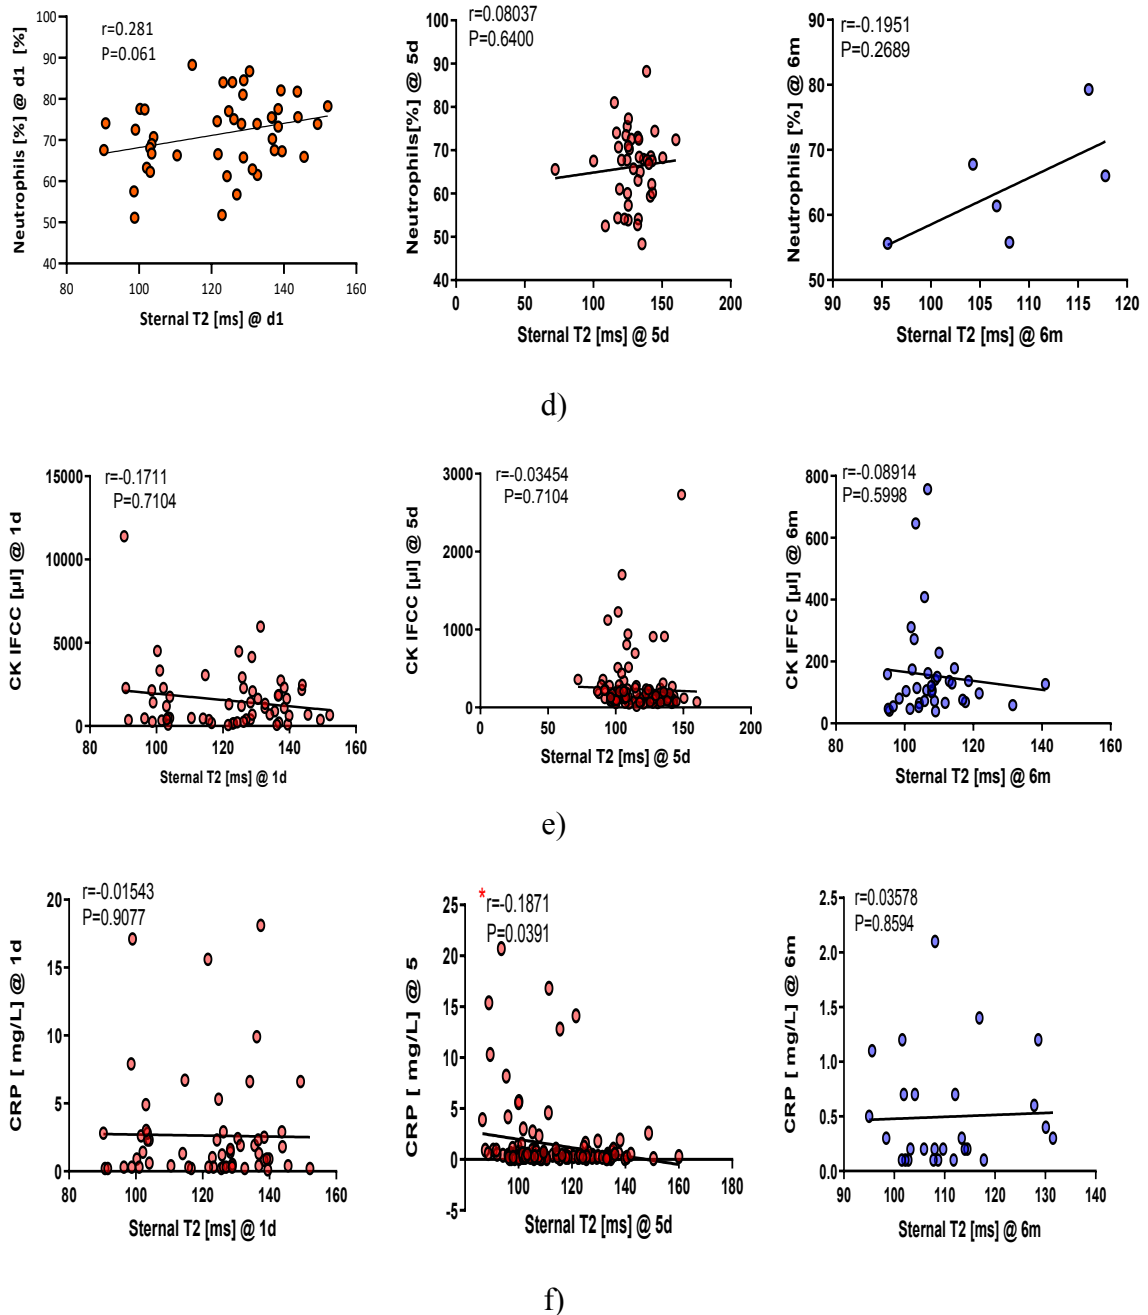 r=0.281
P=0.061
Neutrophils [%] @ d1
100
90
80
70
60
50
40
80 100 120 140 160
Sternal T2 [ms] @ d1
r=0.08037
P=0.6400
Neutrophils[%] @ 5d
100
90
80
70
60
50
40
0 50 100 150 200
Sternal T2 [ms] @ 5d
r=-0.1951
P=0.2689
Neutrophils [%] @ 6m
90
80
70
60
50
90 95 100 105 110 115 120
Sternal T2 [ms] @ 6m
d)
r=-0.1711
P=0.7104
CK IFCC [µl] @ 1d
15000
10000
5000
0
80 100 120 140 160
Sternal T2 [ms] @ 1d
r=-0.03454
P=0.7104
CK IFCC [µl] @ 5d
3000
2000
1000
0
0 50 100 150 200
Sternal T2 [ms] @ 5d
r=-0.08914
P=0.5998
CK IFFC [µl] @ 6m
800
600
400
200
0
80 100 120 140 160
Sternal T2 [ms] @ 6m
e)
r=-0.01543
P=0.9077
CRP [ mg/L] @ 1d
20
15
10
5
0
60 80 100 120 140 160
Sternal T2 [ms] @ 1d
*
r=-0.1871
P=0.0391
CRP [ mg/L] @ 5
25
20
15
10
5
0
-5
100 120 140 160 180
Sternal T2 [ms] @ 5d
r=0.03578
P=0.8594
CRP [ mg/L] @ 6m
2.5
2.0
1.5
1.0
0.5
0.0
90 100 110 120 130 140
Sternal T2 [ms] @ 6m
f)